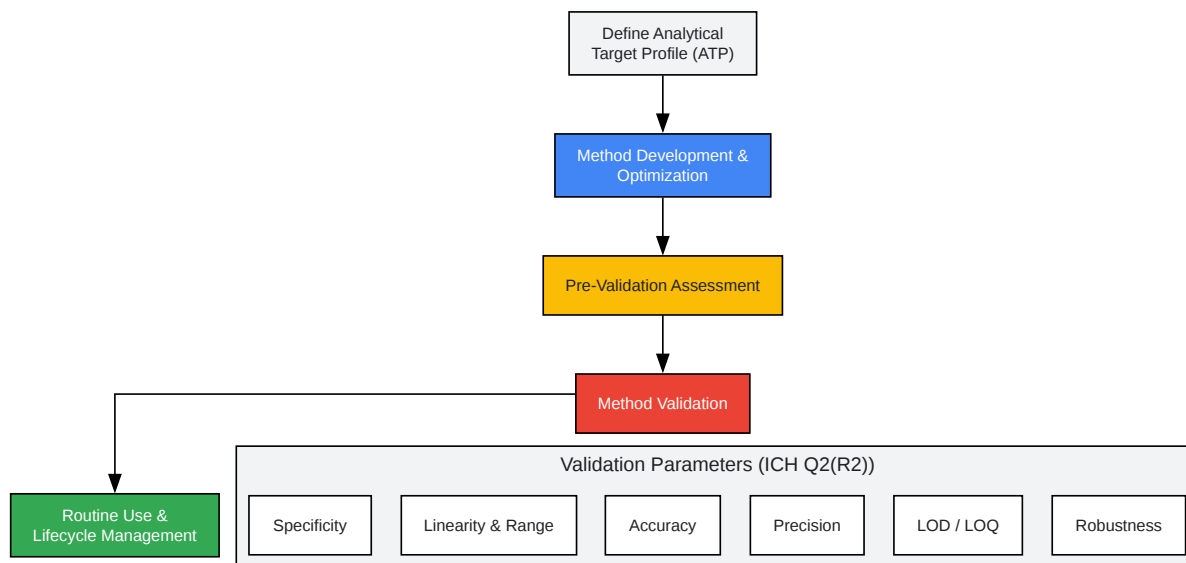 Define Analytical
Target Profile (ATP)
Method Development &
Optimization
Pre-Validation Assessment
Method Validation
Validation Parameters (ICH Q2(R2))
Routine Use &
Lifecycle Management
Specificity
Linearity & Range
Accuracy
Precision
LOD / LOQ
Robustness